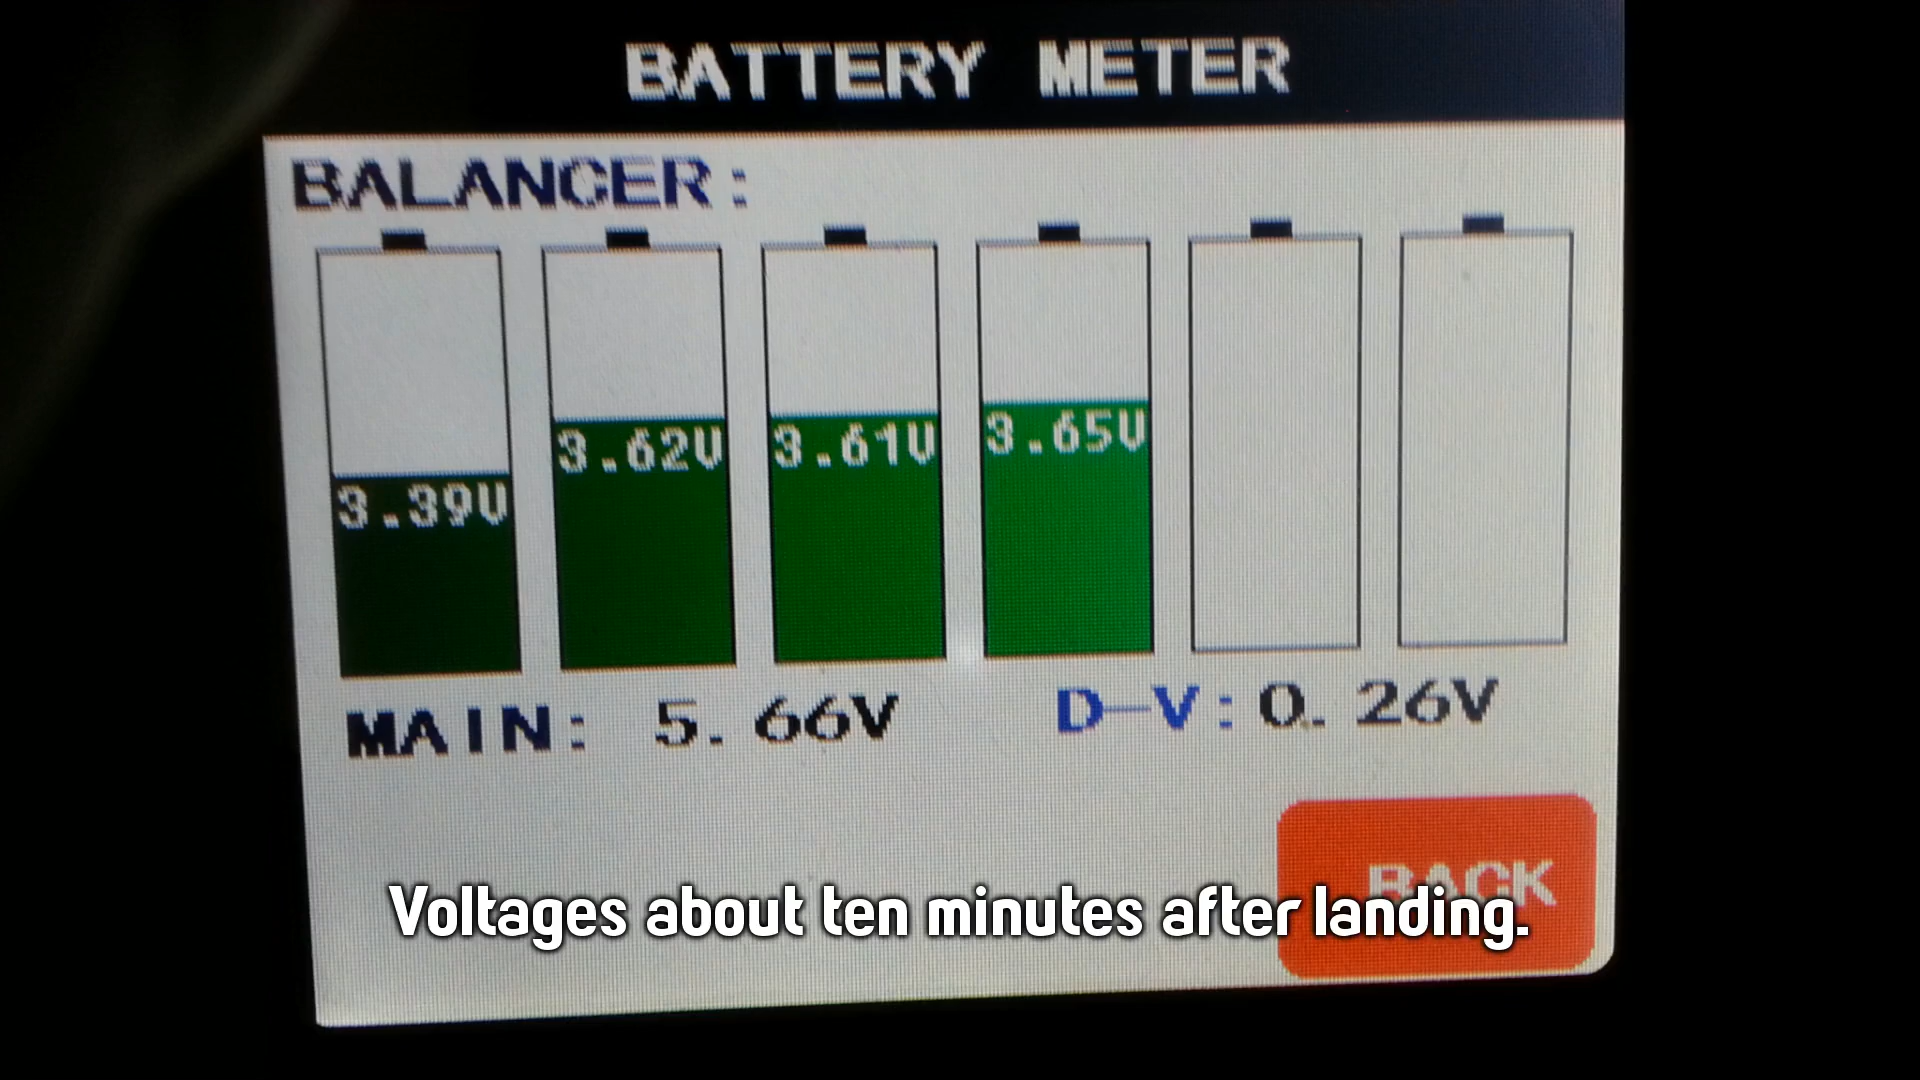 BATTERY METER
BALANCER:
3.39V 3.62V 3.61V 3.65V
MAIN: 5.66V D-V:0.26V
BACK
Voltages about ten minutes after landing.